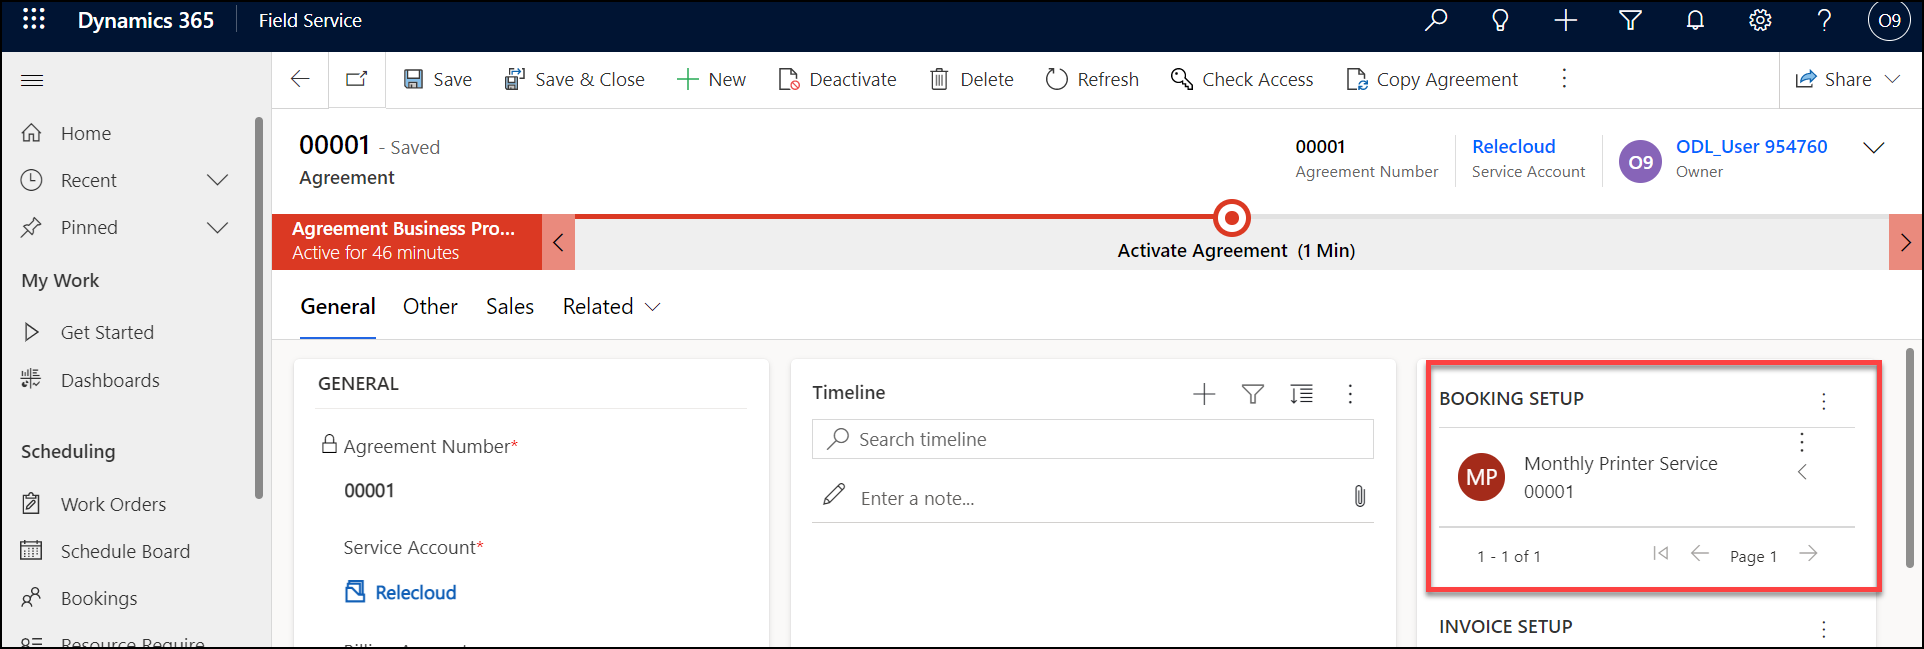 Dynamics 365
Field Service
O9
Save
Save & Close
New
Deactivate
Delete
Refresh
Check Access
Copy Agreement
Share
Home
Recent
Pinned
My Work
Get Started
Dashboards
Scheduling
Work Orders
Schedule Board
Bookings
Resource Require
00001 - Saved
Agreement
00001
Agreement Number
Relecloud
Service Account
O9
ODL_User 954760
Owner
Agreement Business Pro...
Active for 46 minutes
Activate Agreement (1 Min)
General
Other
Sales
Related
GENERAL
Agreement Number*
00001
Service Account*
Relecloud
Timeline
Search timeline
Enter a note...
BOOKING SETUP
MP
Monthly Printer Service
00001
1 - 1 of 1
Page 1
INVOICE SETUP